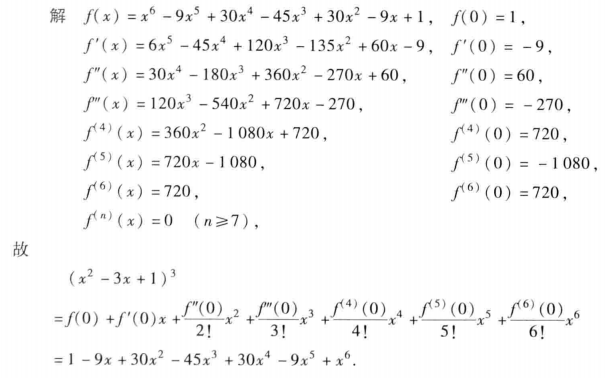 解 f(x)=x⁶-9x⁵+30x⁴-45x³+30x²-9x+1, f(0)=1,
f′(x)=6x⁵-45x⁴+120x³-135x²+60x-9, f′(0)=-9,
f″(x)=30x⁴-180x³+360x²-270x+60, f″(0)=60,
f‴(x)=120x³-540x²+720x-270, f‴(0)=-270,
f⁽⁴⁾(x)=360x²-1 080x+720, f⁽⁴⁾(0)=720,
f⁽⁵⁾(x)=720x-1 080, f⁽⁵⁾(0)=-1 080,
f⁽⁶⁾(x)=720, f⁽⁶⁾(0)=720,
f⁽ⁿ⁾(x)=0 (n≥7),
故
(x²-3x+1)³
=f(0)+f′(0)x+f″(0)/2! x²+f‴(0)/3! x³+f⁽⁴⁾(0)/4! x⁴+f⁽⁵⁾(0)/5! x⁵+f⁽⁶⁾(0)/6! x⁶
=1-9x+30x²-45x³+30x⁴-9x⁵+x⁶.